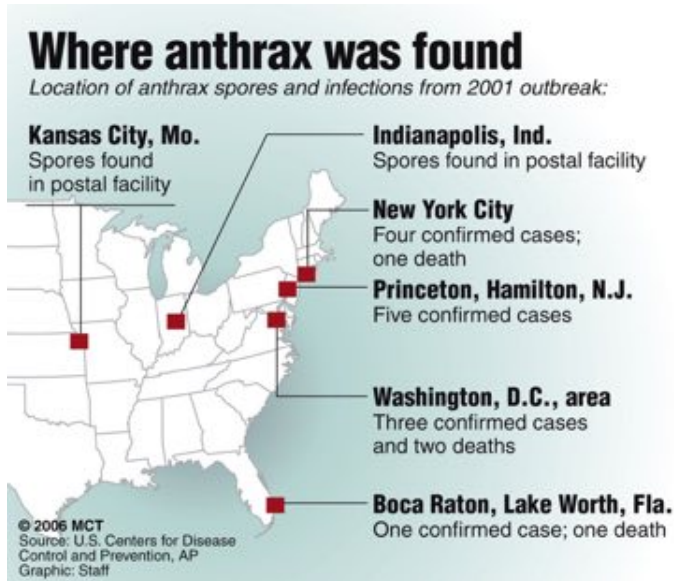 Where anthrax was found
Location of anthrax spores and infections from 2001 outbreak:
Kansas City, Mo.
Spores found
in postal facility
Indianapolis, Ind.
Spores found in postal facility
New York City
Four confirmed cases;
one death
Princeton, Hamilton, N.J.
Five confirmed cases
Washington, D.C., area
Three confirmed cases
and two deaths
Boca Raton, Lake Worth, Fla.
One confirmed case; one death
© 2006 MCT
Source: U.S. Centers for Disease
Control and Prevention, AP
Graphic: Staff